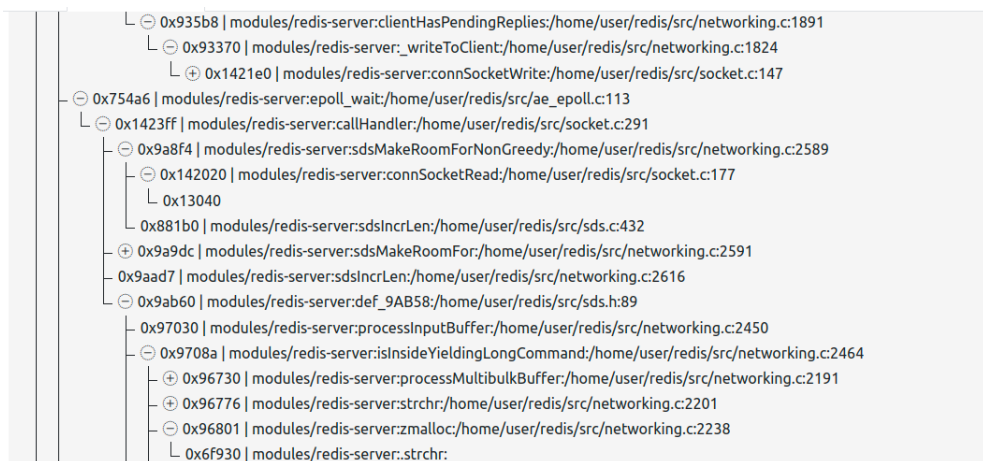 0x935b8 | modules/redis-server:clientHasPendingReplies:/home/user/redis/src/networking.c:1891
0x93370 | modules/redis-server:_writeToClient:/home/user/redis/src/networking.c:1824
0x1421e0 | modules/redis-server:connSocketWrite:/home/user/redis/src/socket.c:147
0x754a6 | modules/redis-server:epoll_wait:/home/user/redis/src/ae_epoll.c:113
0x1423ff | modules/redis-server:callHandler:/home/user/redis/src/socket.c:291
0x9a8f4 | modules/redis-server:sdsMakeRoomForNonGreedy:/home/user/redis/src/networking.c:2589
0x142020 | modules/redis-server:connSocketRead:/home/user/redis/src/socket.c:177
0x13040
0x881b0 | modules/redis-server:sdsIncrLen:/home/user/redis/src/sds.c:432
0x9a9dc | modules/redis-server:sdsMakeRoomFor:/home/user/redis/src/networking.c:2591
0x9aad7 | modules/redis-server:sdsIncrLen:/home/user/redis/src/networking.c:2616
0x9ab60 | modules/redis-server:def_9AB58:/home/user/redis/src/sds.h:89
0x97030 | modules/redis-server:processInputBuffer:/home/user/redis/src/networking.c:2450
0x9708a | modules/redis-server:isInsideYieldingLongCommand:/home/user/redis/src/networking.c:2464
0x96730 | modules/redis-server:processMultibulkBuffer:/home/user/redis/src/networking.c:2191
0x96776 | modules/redis-server:strchr:/home/user/redis/src/networking.c:2201
0x96801 | modules/redis-server:zmalloc:/home/user/redis/src/networking.c:2238
0x6f930 | modules/redis-server:.strchr: